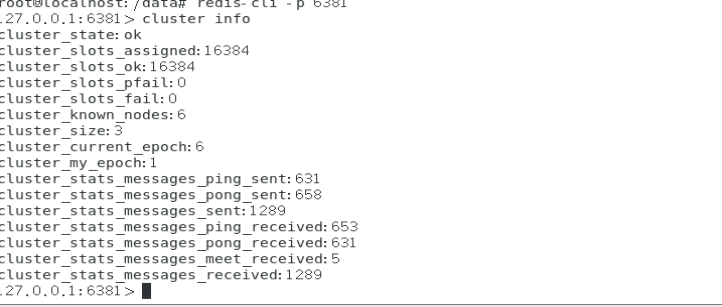 root@localhost:/data# redis-cli -p 6381
127.0.0.1:6381> cluster info
cluster_state:ok
cluster_slots_assigned:16384
cluster_slots_ok:16384
cluster_slots_pfail:0
cluster_slots_fail:0
cluster_known_nodes:6
cluster_size:3
cluster_current_epoch:6
cluster_my_epoch:1
cluster_stats_messages_ping_sent:631
cluster_stats_messages_pong_sent:658
cluster_stats_messages_sent:1289
cluster_stats_messages_ping_received:653
cluster_stats_messages_pong_received:631
cluster_stats_messages_meet_received:5
cluster_stats_messages_received:1289
127.0.0.1:6381>